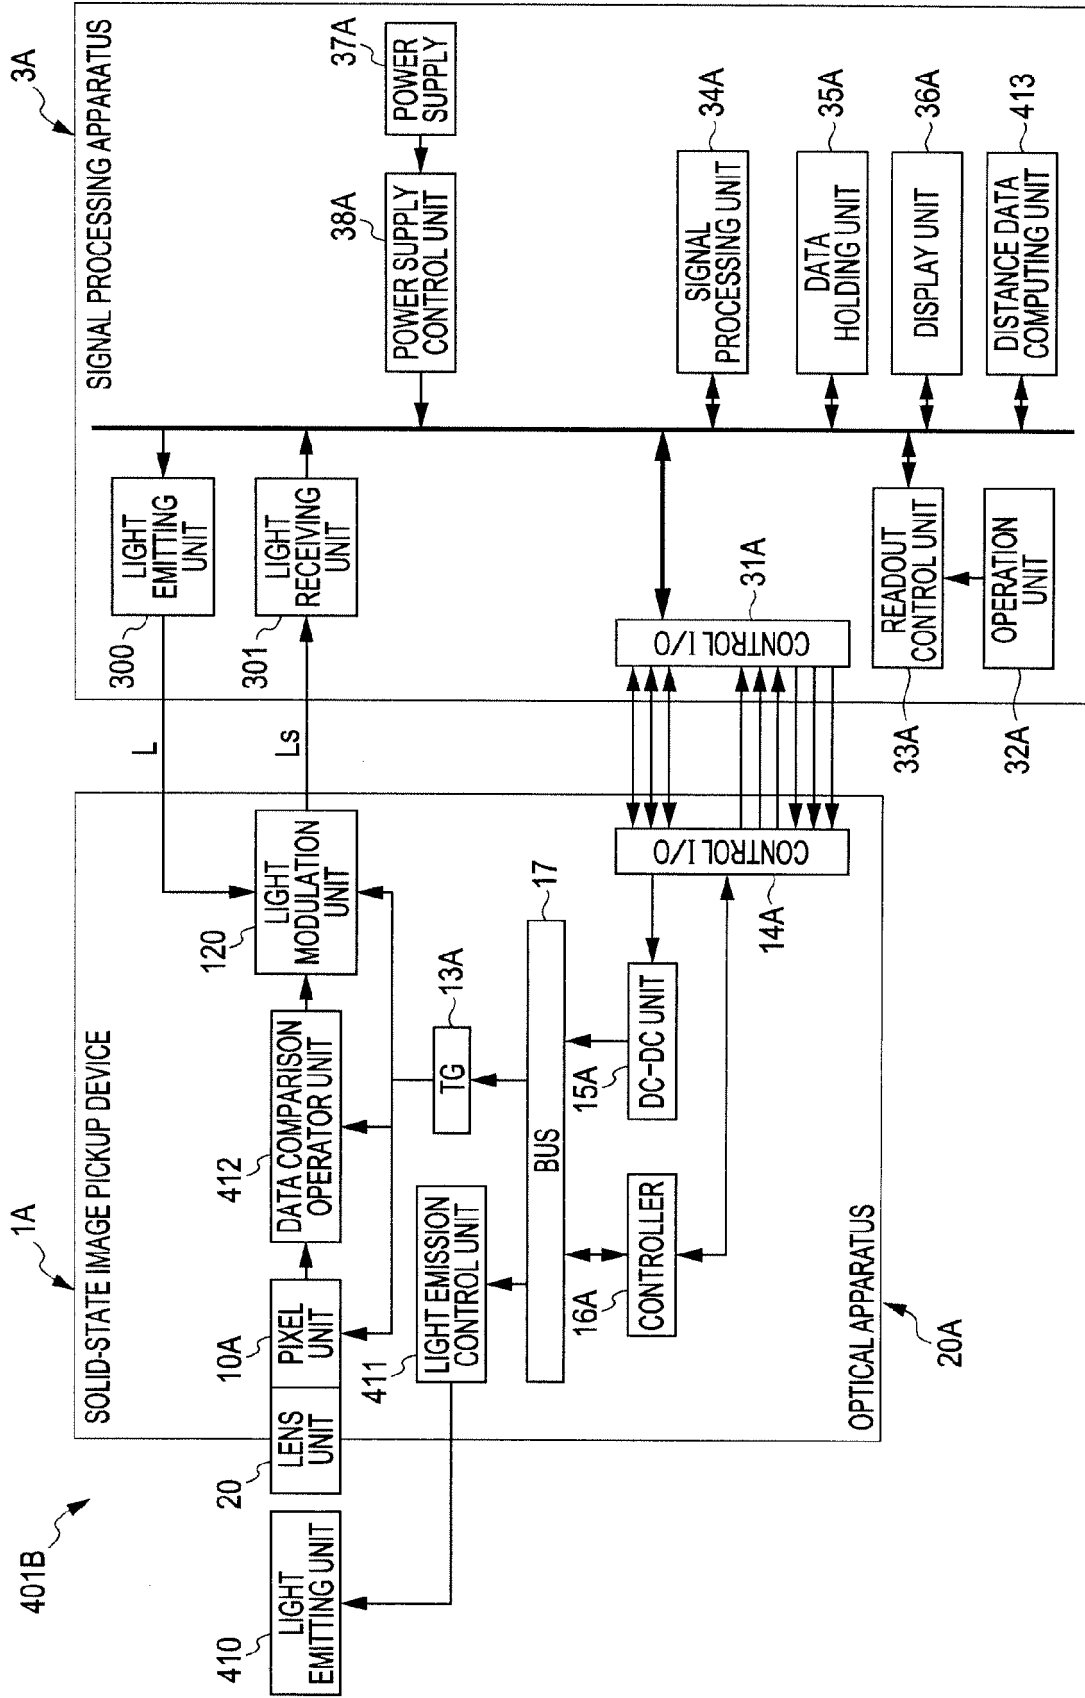 401B
1A
3A
SOLID-STATE IMAGE PICKUP DEVICE
SIGNAL PROCESSING APPARATUS
410
LIGHT
EMITTING UNIT
20
LENS
UNIT
10A
PIXEL
UNIT
412
DATA COMPARISON
OPERATOR UNIT
120
LIGHT
MODULATION
UNIT
L
Ls
300
LIGHT
EMITTING
UNIT
301
LIGHT
RECEIVING
UNIT
38A
POWER SUPPLY
CONTROL UNIT
37A
POWER
SUPPLY
411
LIGHT EMISSION
CONTROL UNIT
TG
13A
BUS
17
16A
CONTROLLER
15A
DC-DC UNIT
CONTROL I/O
14A
CONTROL I/O
31A
SIGNAL
PROCESSING UNIT
34A
DATA
HOLDING UNIT
35A
DISPLAY UNIT
36A
DISTANCE DATA
COMPUTING UNIT
413
READOUT
CONTROL UNIT
33A
OPERATION
UNIT
32A
OPTICAL APPARATUS
20A